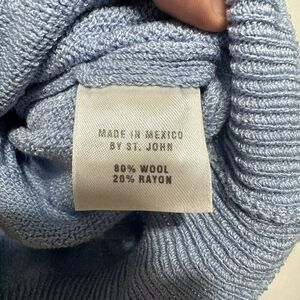 MADE IN MEXICO
BY ST. JOHN
80% WOOL
20% RAYON